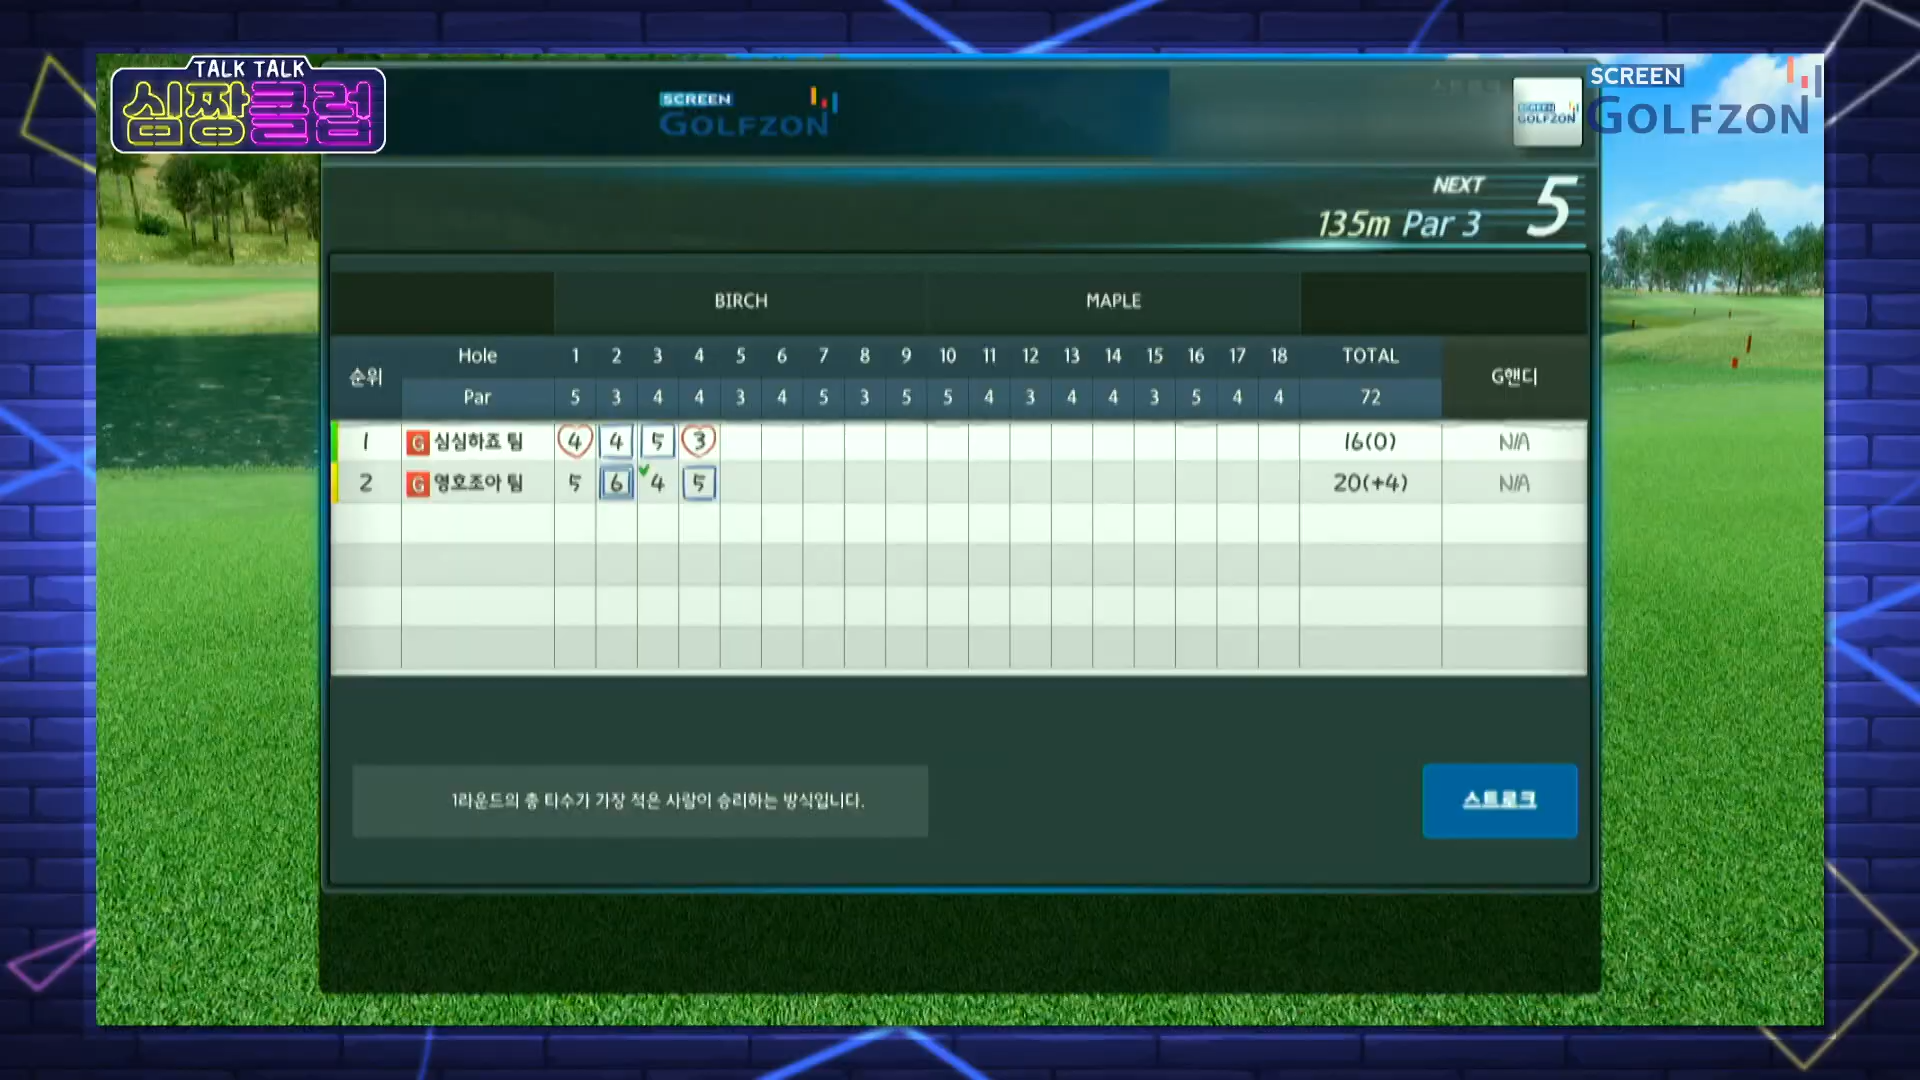 TALK TALK
심짱클럽
SCREEN
GOLFZON
SCREEN
GOLFZON
SCREEN
GOLFZON
NEXT
5
135m Par 3
BIRCH MAPLE
순위 Hole 1 2 3 4 5 6 7 8 9 10 11 12 13 14 15 16 17 18 TOTAL G핸디
Par 5 3 4 4 3 4 5 3 5 5 4 3 4 4 3 5 4 4 72
1 G 심심하죠 팀 4 4 5 3 16(0) N/A
2 G 영호조아 팀 5 6 4 5 20(+4) N/A
1라운드의 총 타수가 가장 적은 사람이 승리하는 방식입니다.
스트로크